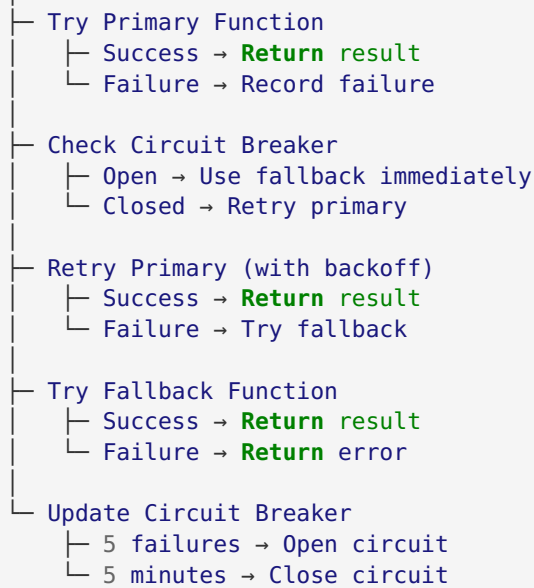 │
├─ Try Primary Function
│   ├─ Success → Return result
│   └─ Failure → Record failure
│
├─ Check Circuit Breaker
│   ├─ Open → Use fallback immediately
│   └─ Closed → Retry primary
│
├─ Retry Primary (with backoff)
│   ├─ Success → Return result
│   └─ Failure → Try fallback
│
├─ Try Fallback Function
│   ├─ Success → Return result
│   └─ Failure → Return error
│
└─ Update Circuit Breaker
    ├─ 5 failures → Open circuit
    └─ 5 minutes → Close circuit